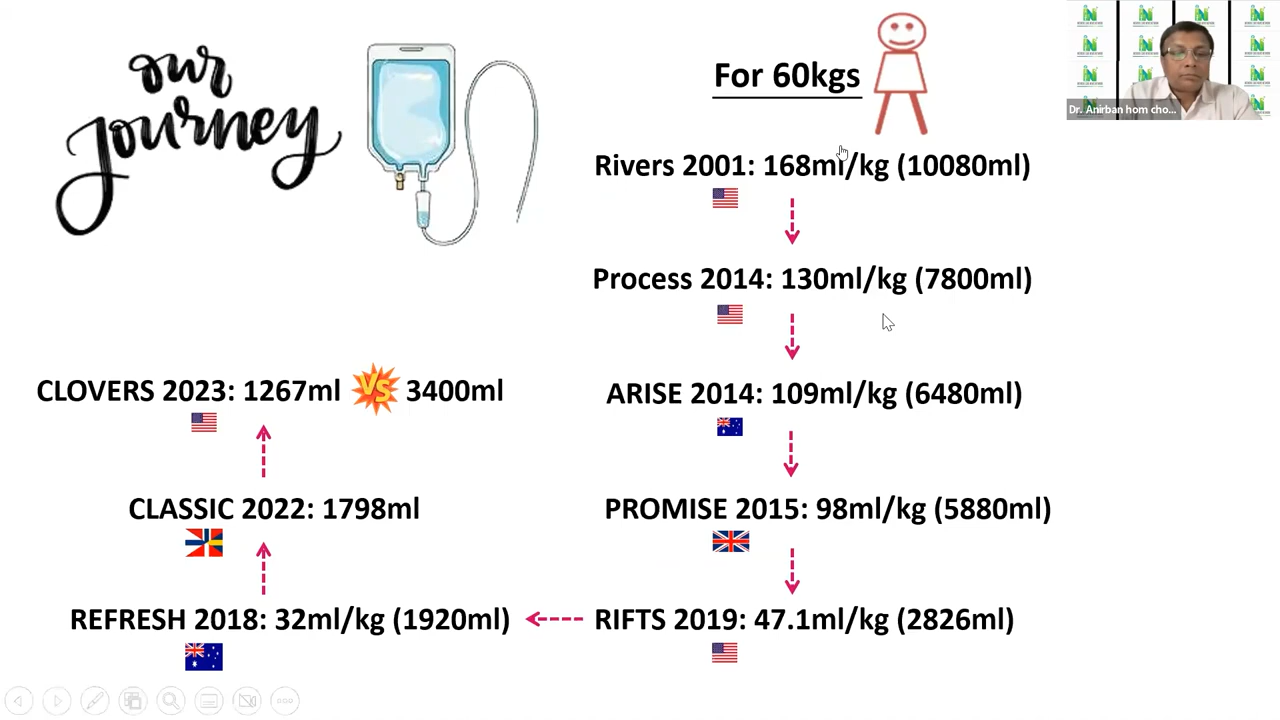 our
Journey
For 60kgs
Rivers 2001: 168ml/kg (10080ml)
Process 2014: 130ml/kg (7800ml)
ARISE 2014: 109ml/kg (6480ml)
PROMISE 2015: 98ml/kg (5880ml)
RIFTS 2019: 47.1ml/kg (2826ml)
REFRESH 2018: 32ml/kg (1920ml)
CLASSIC 2022: 1798ml
CLOVERS 2023: 1267ml VS 3400ml
Dr. Anirban hom cho...